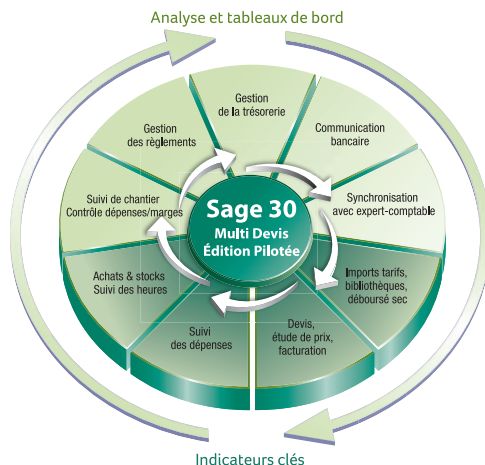 Analyse et tableaux de bord
Gestion
de la trésorerie
Communication
bancaire
Synchronisation
avec expert-comptable
Imports tarifs,
bibliothèques,
déboursé sec
Devis,
étude de prix,
facturation
Suivi
des dépenses
Achats & stocks
Suivi des heures
Suivi de chantier
Contrôle dépenses/marges
Gestion
des règlements
Sage 30
Multi Devis
Édition Pilotée
Indicateurs clés